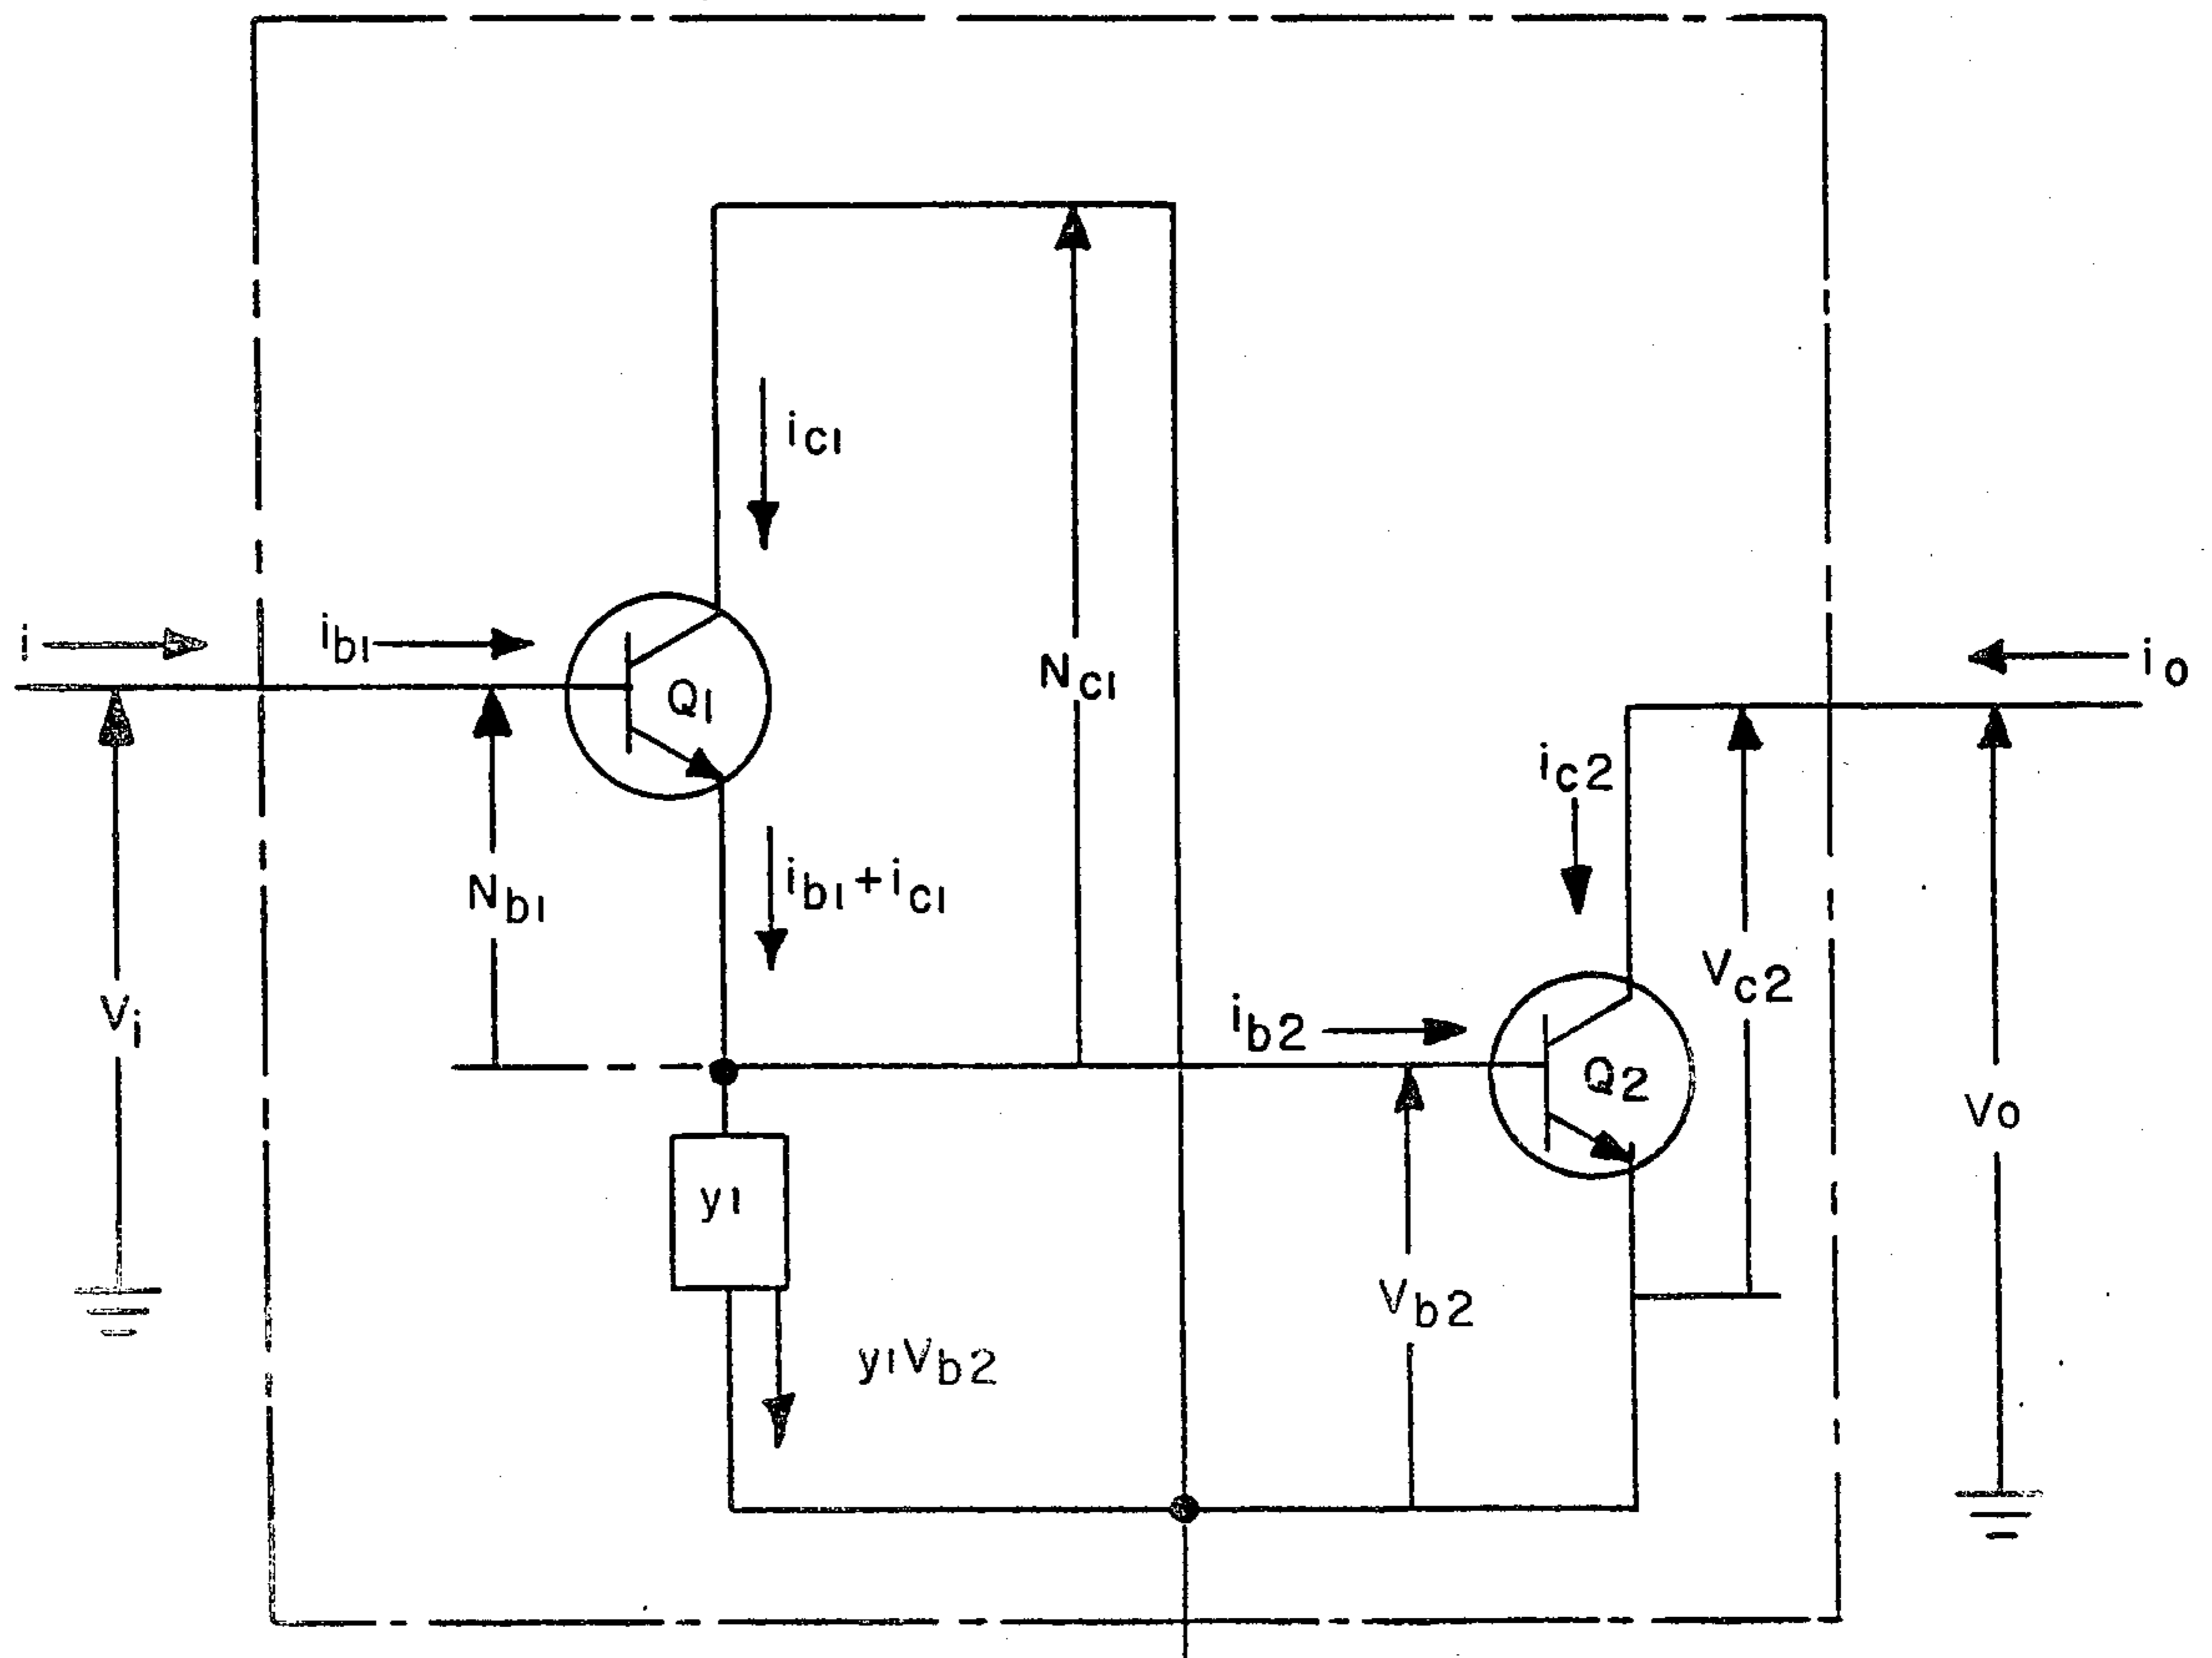 ic1
i
ib1
Q1
Nc1
io
ic2
Nb1
ib1+ic1
Vc2
Vi
ib2
Q2
Vo
y1
Vb2
y1Vb2